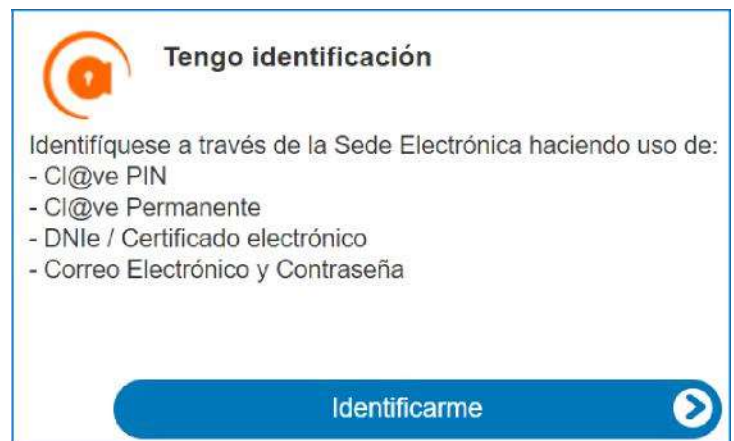 Tengo identificación
Identifíquese a través de la Sede Electrónica haciendo uso de:
- Cl@ve PIN
- Cl@ve Permanente
- DNIe / Certificado electrónico
- Correo Electrónico y Contraseña
Identificarme